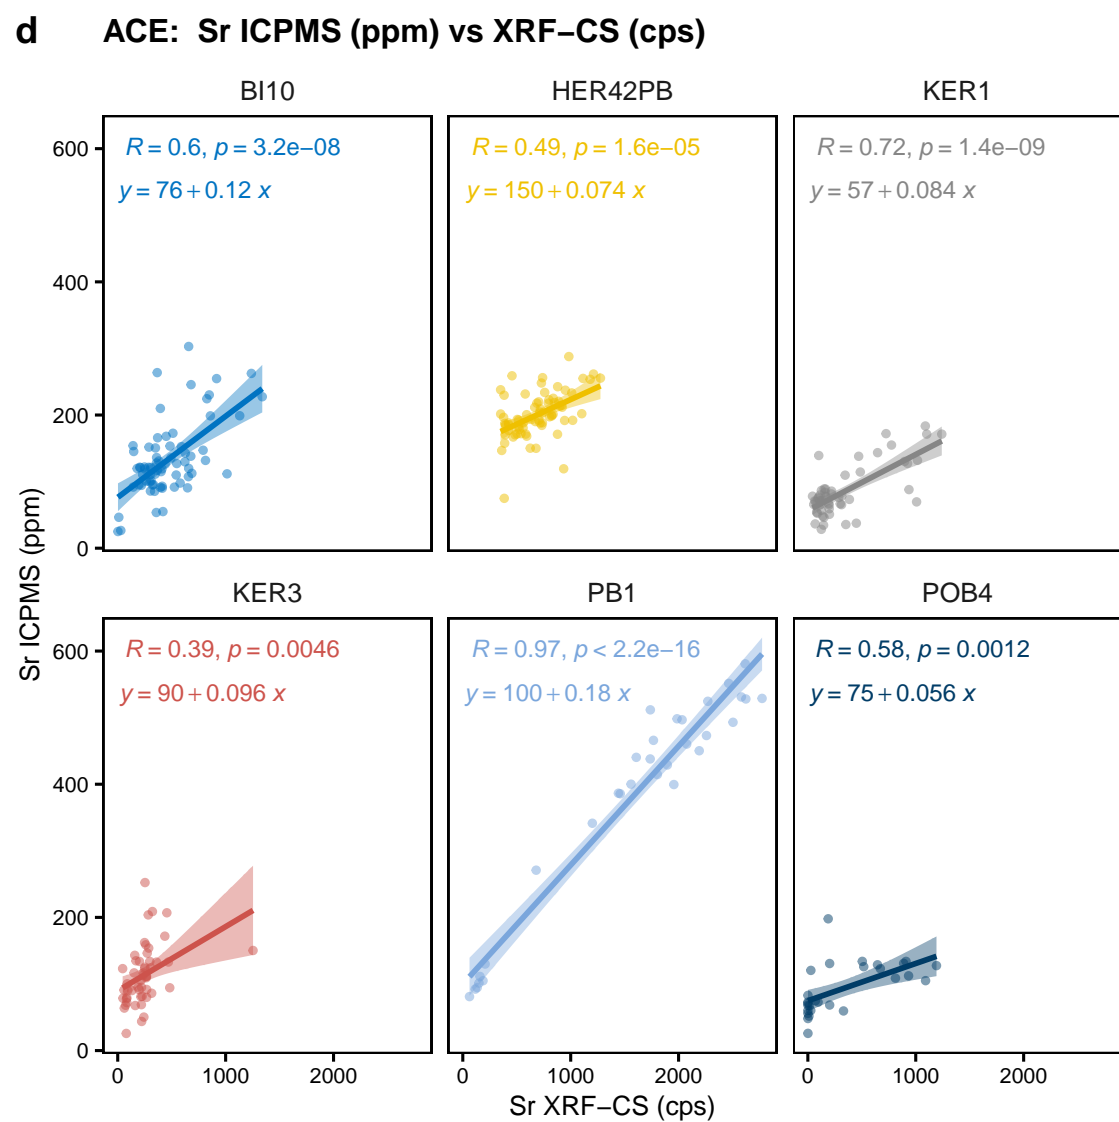 d ACE: Sr ICPMS (ppm) vs XRF−CS (cps)
BI10 HER42PB KER1
R = 0.6, p = 3.2e−08 R = 0.49, p = 1.6e−05 R = 0.72, p = 1.4e−09
y = 76 + 0.12 x y = 150 + 0.074 x y = 57 + 0.084 x
600
400
200
0
Sr ICPMS (ppm)
KER3 PB1 POB4
R = 0.39, p = 0.0046 R = 0.97, p < 2.2e−16 R = 0.58, p = 0.0012
y = 90 + 0.096 x y = 100 + 0.18 x y = 75 + 0.056 x
600
400
200
0
0 1000 2000 0 1000 2000 0 1000 2000
Sr XRF−CS (cps)